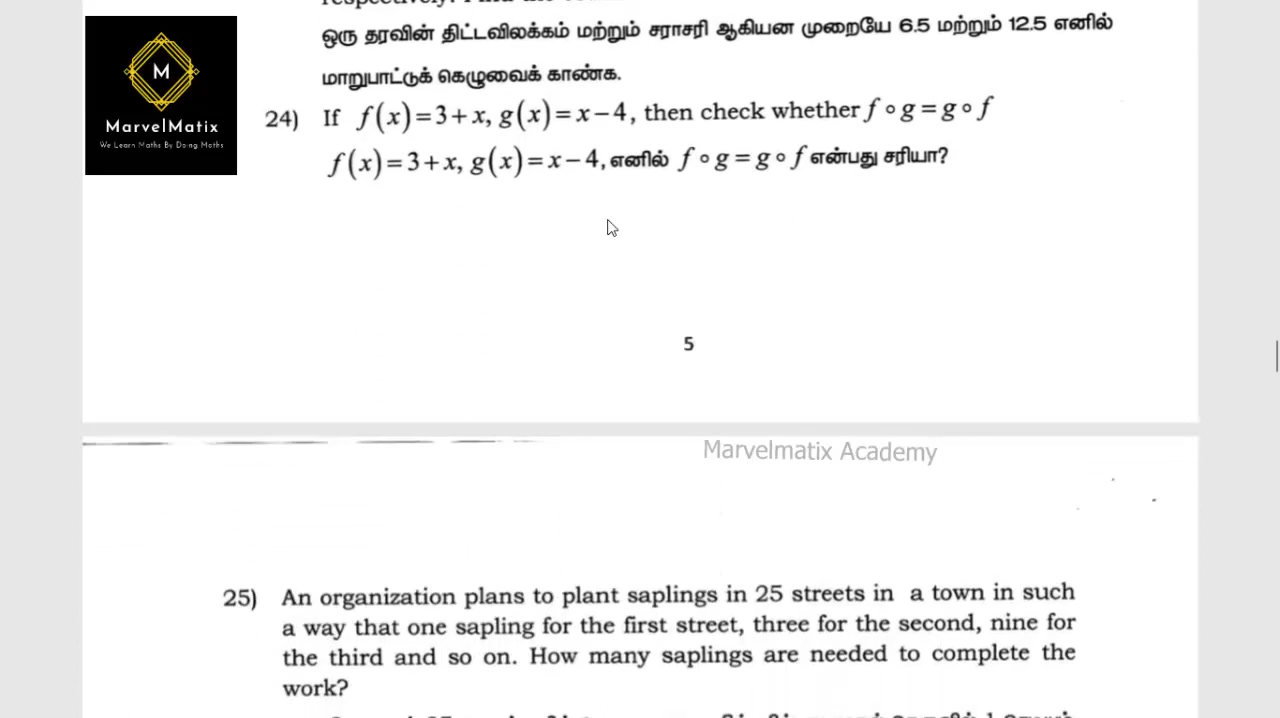 ஒரு தரவின் திட்டவிலக்கம் மற்றும் சராசரி ஆகியன முறையே 6.5 மற்றும் 12.5 எனில்
மாறுபாட்டுக் கெழுவைக் காண்க.
M
MarvelMatix
We Learn Maths By Doing Maths
24) If f(x)=3+x, g(x)=x−4, then check whether f∘g=g∘f
f(x)=3+x, g(x)=x−4, எனில் f∘g=g∘f என்பது சரியா?
5
Marvelmatix Academy
25) An organization plans to plant saplings in 25 streets in a town in such
a way that one sapling for the first street, three for the second, nine for
the third and so on. How many saplings are needed to complete the
work?